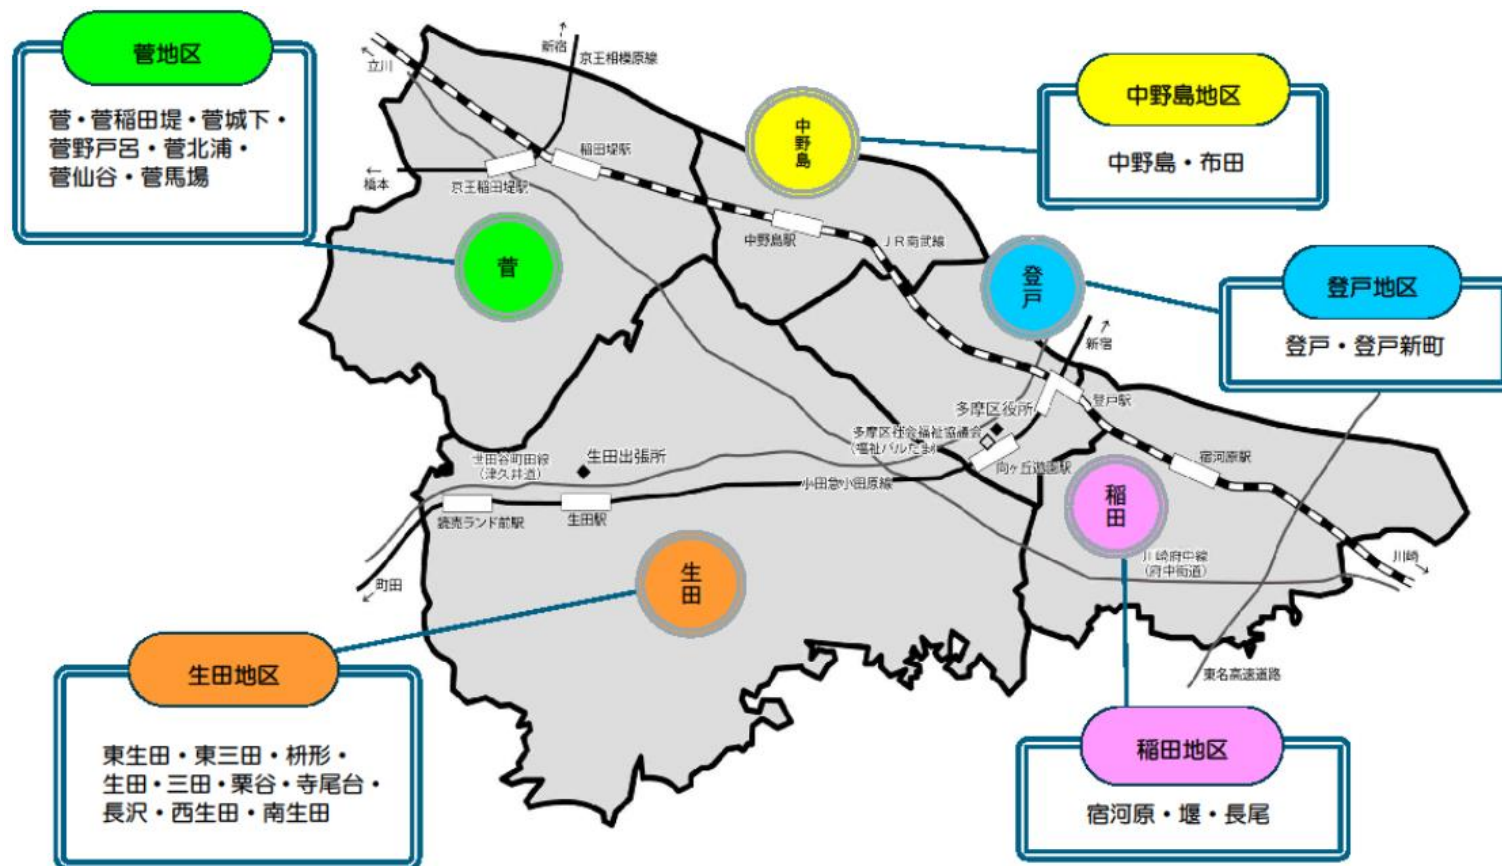 菅地区
菅・菅稲田堤・菅城下・
菅野戸呂・菅北浦・
菅仙谷・菅馬場
中野島地区
中野島・布田
登戸地区
登戸・登戸新町
稲田地区
宿河原・堰・長尾
生田地区
東生田・東三田・枡形・
生田・三田・栗谷・寺尾台・
長沢・西生田・南生田
↑
新宿
京王相模原線
↖
立川
稲田堤駅
←
橋本
京王稲田堤駅
中野島
中野島駅
JR南武線
菅
登戸
↗
新宿
登戸駅
多摩区役所
多摩区社会福祉協議会
(福祉パルたま)
向ヶ丘遊園駅
宿河原駅
世田谷町田線
(津久井道)
生田出張所
小田急小田原線
読売ランド前駅
生田駅
稲田
川崎府中線
(府中街道)
川崎
↘
町田
↙
生田
東名高速道路